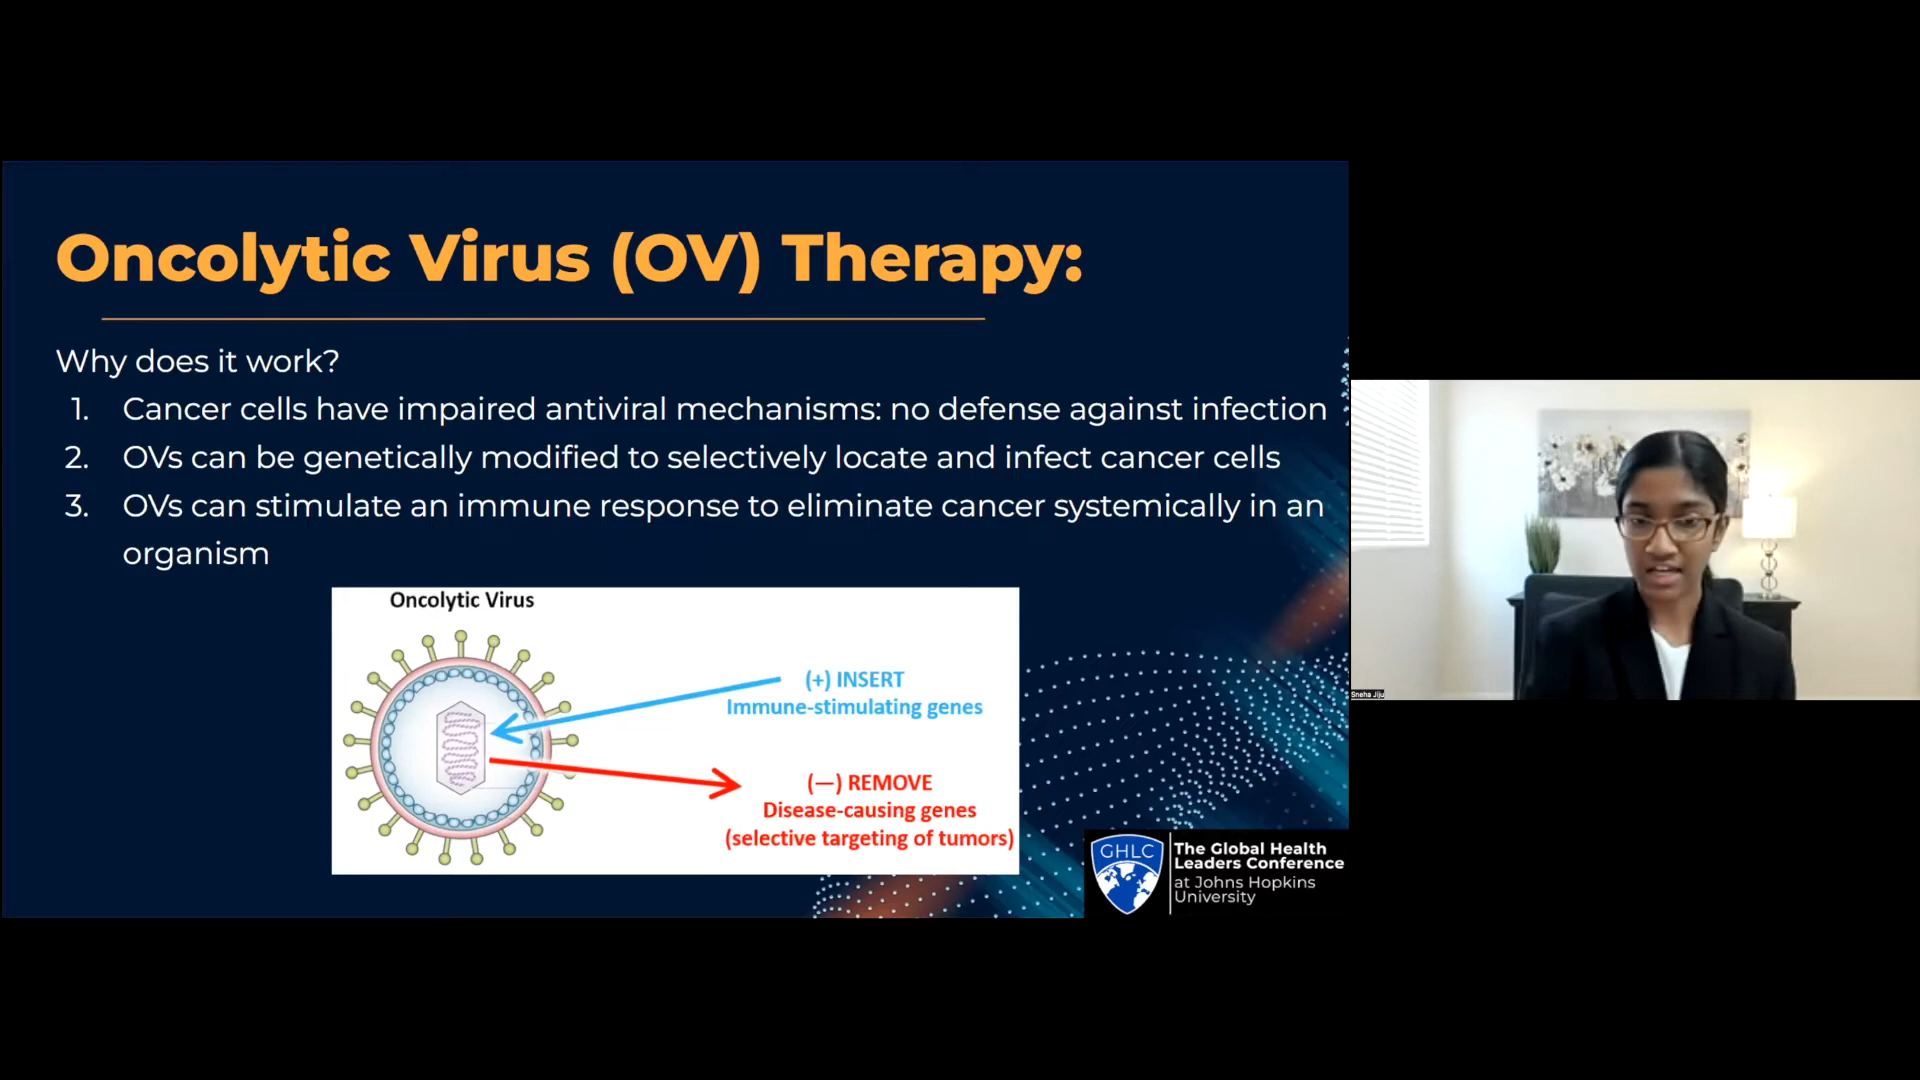 Oncolytic Virus (OV) Therapy:
Why does it work?
1. Cancer cells have impaired antiviral mechanisms: no defense against infection
2. OVs can be genetically modified to selectively locate and infect cancer cells
3. OVs can stimulate an immune response to eliminate cancer systemically in an
organism
Oncolytic Virus
(+) INSERT
Immune-stimulating genes
(—) REMOVE
Disease-causing genes
(selective targeting of tumors)
GHLC
The Global Health
Leaders Conference
at Johns Hopkins
University
Sneha Jiju